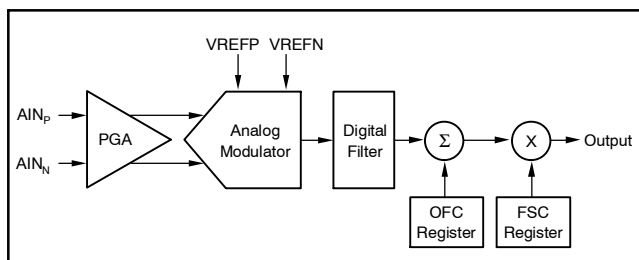 VREFP VREFN
AIN_P
PGA
AIN_N
Analog
Modulator
Digital
Filter
Σ
X
Output
OFC
Register
FSC
Register